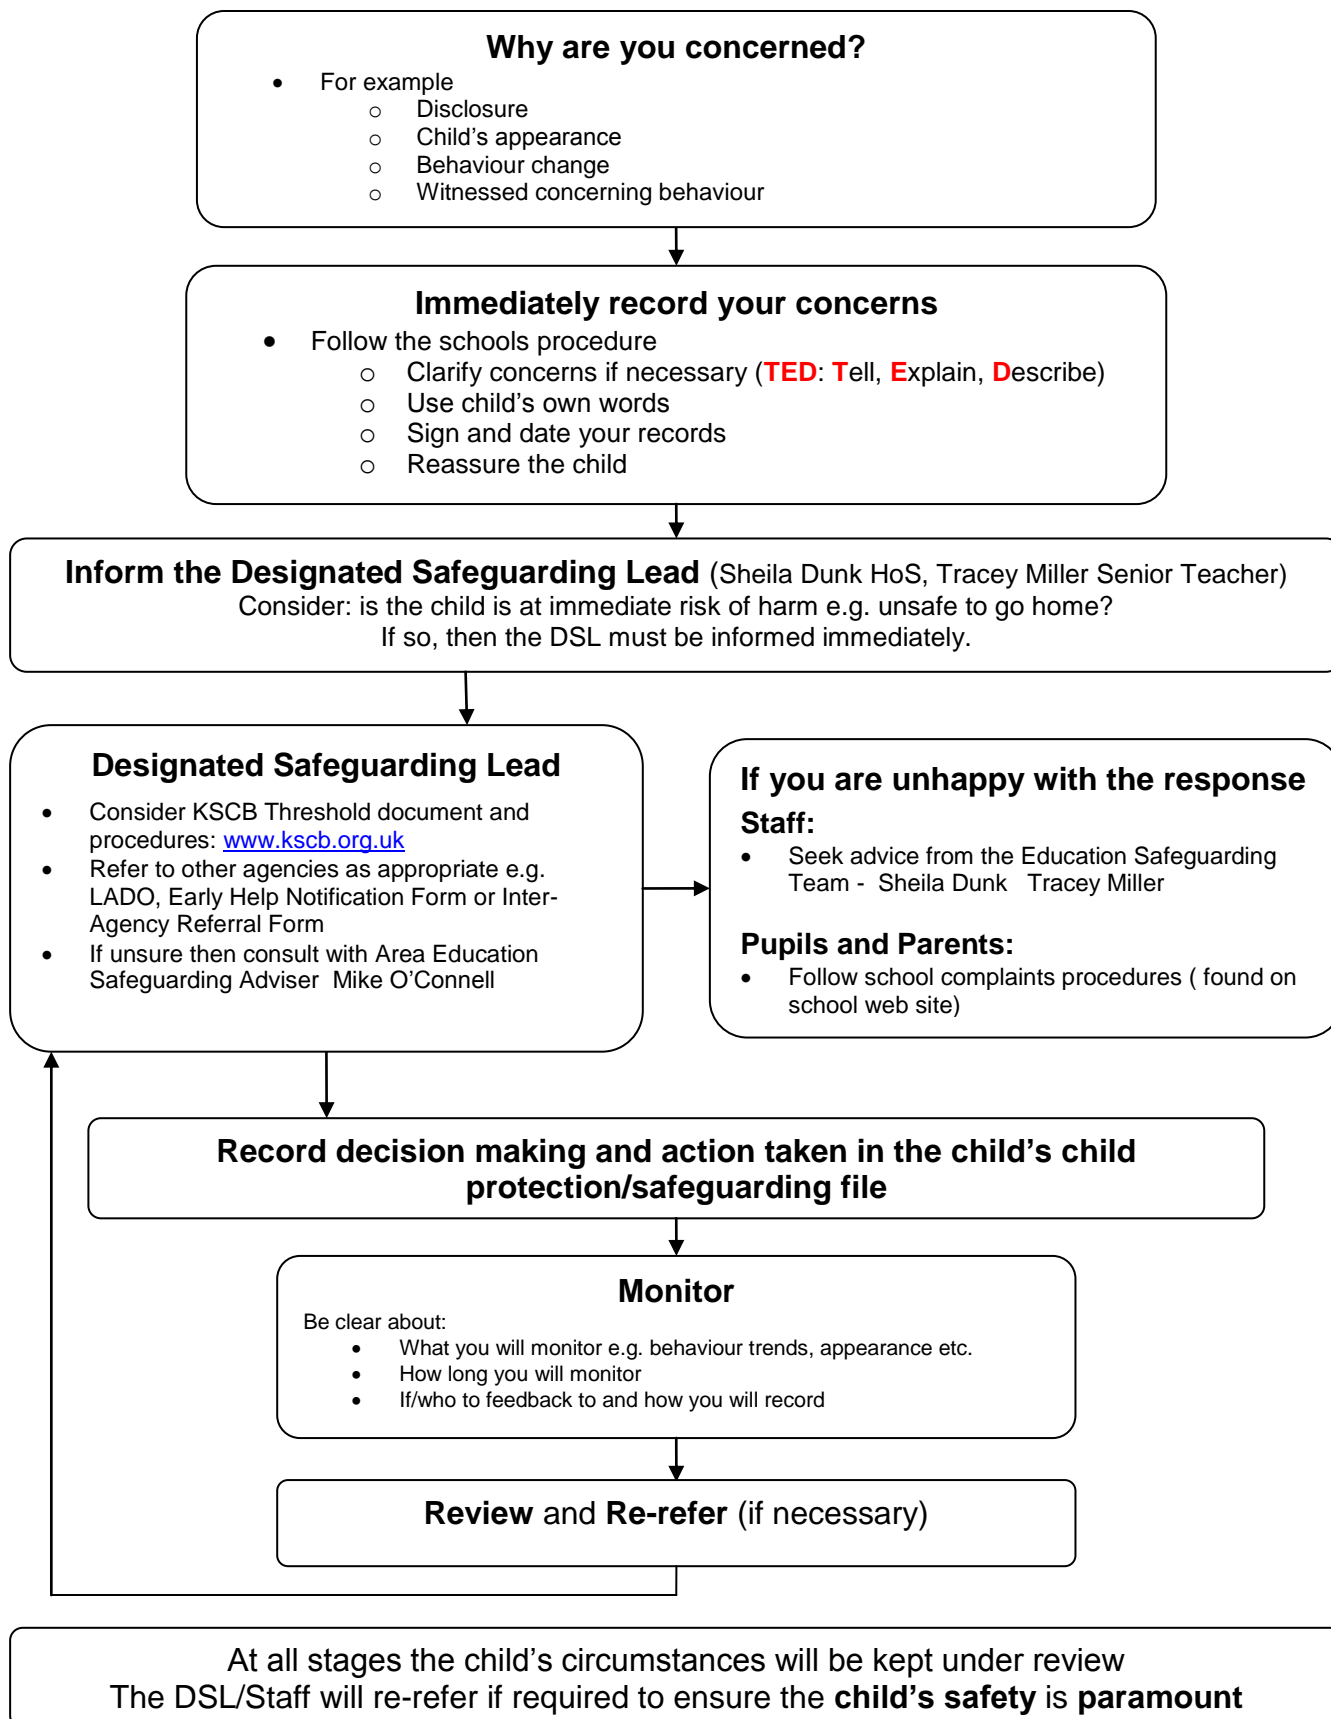 Why are you concerned?
• For example
o Disclosure
o Child’s appearance
o Behaviour change
o Witnessed concerning behaviour
Immediately record your concerns
• Follow the schools procedure
o Clarify concerns if necessary (TED: Tell, Explain, Describe)
o Use child’s own words
o Sign and date your records
o Reassure the child
Inform the Designated Safeguarding Lead (Sheila Dunk HoS, Tracey Miller Senior Teacher)
Consider: is the child is at immediate risk of harm e.g. unsafe to go home?
If so, then the DSL must be informed immediately.
Designated Safeguarding Lead
• Consider KSCB Threshold document and
procedures: www.kscb.org.uk
• Refer to other agencies as appropriate e.g.
LADO, Early Help Notification Form or Inter-
Agency Referral Form
• If unsure then consult with Area Education
Safeguarding Adviser Mike O’Connell
If you are unhappy with the response
Staff:
• Seek advice from the Education Safeguarding
Team - Sheila Dunk Tracey Miller
Pupils and Parents:
• Follow school complaints procedures ( found on
school web site)
Record decision making and action taken in the child’s child
protection/safeguarding file
Monitor
Be clear about:
• What you will monitor e.g. behaviour trends, appearance etc.
• How long you will monitor
• If/who to feedback to and how you will record
Review and Re-refer (if necessary)
At all stages the child’s circumstances will be kept under review
The DSL/Staff will re-refer if required to ensure the child’s safety is paramount